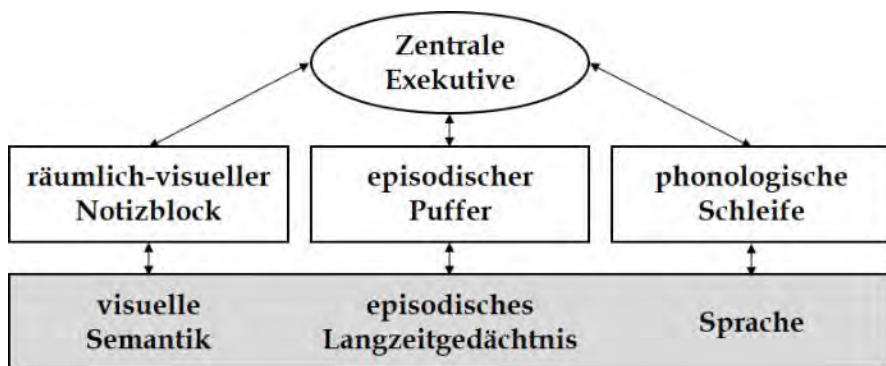 Zentrale
Exekutive
räumlich-visueller
Notizblock
episodischer
Puffer
phonologische
Schleife
visuelle
Semantik
episodisches
Langzeitgedächtnis
Sprache